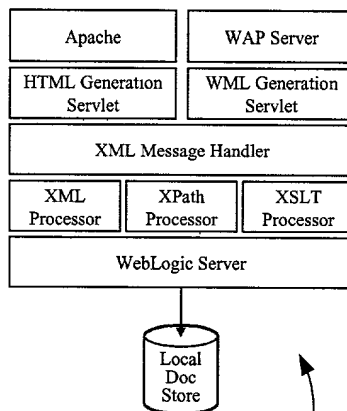 Apache
WAP Server
HTML Generation
Servlet
WML Generation
Servlet
XML Message Handler
XML
Processor
XPath
Processor
XSLT
Processor
WebLogic Server
Local
Doc
Store